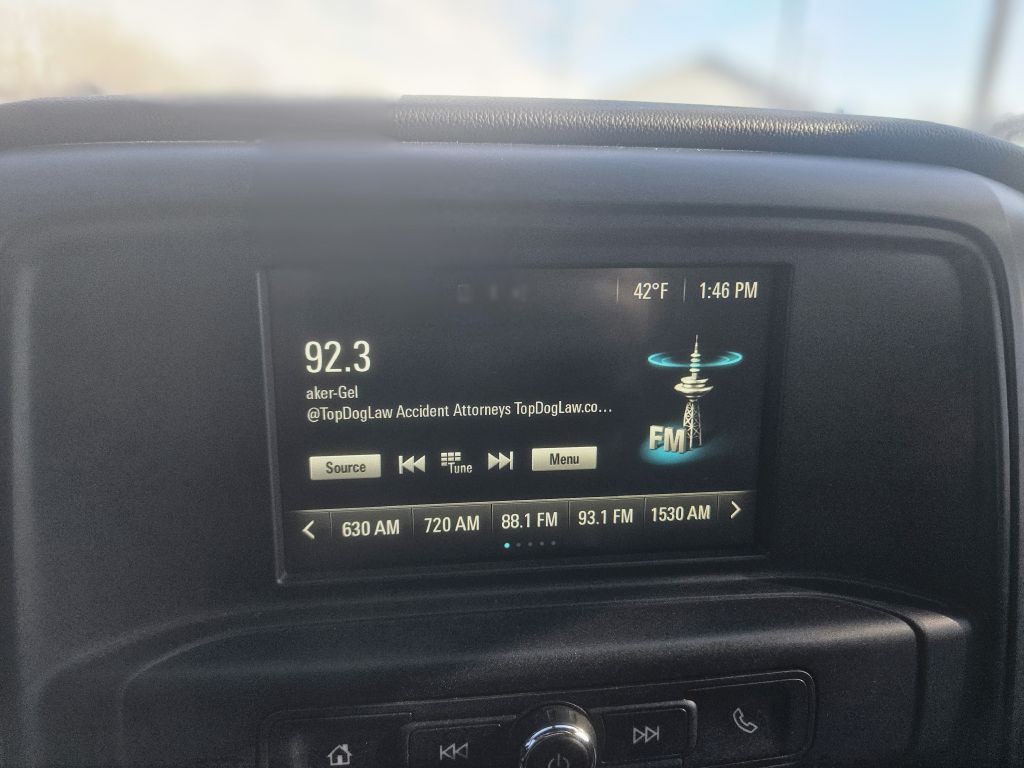 42°F 1:46 PM
92.3
aker-Gel
@TopDogLaw Accident Attorneys TopDogLaw.co...
FM
Source Tune Menu
630 AM 720 AM 88.1 FM 93.1 FM 1530 AM